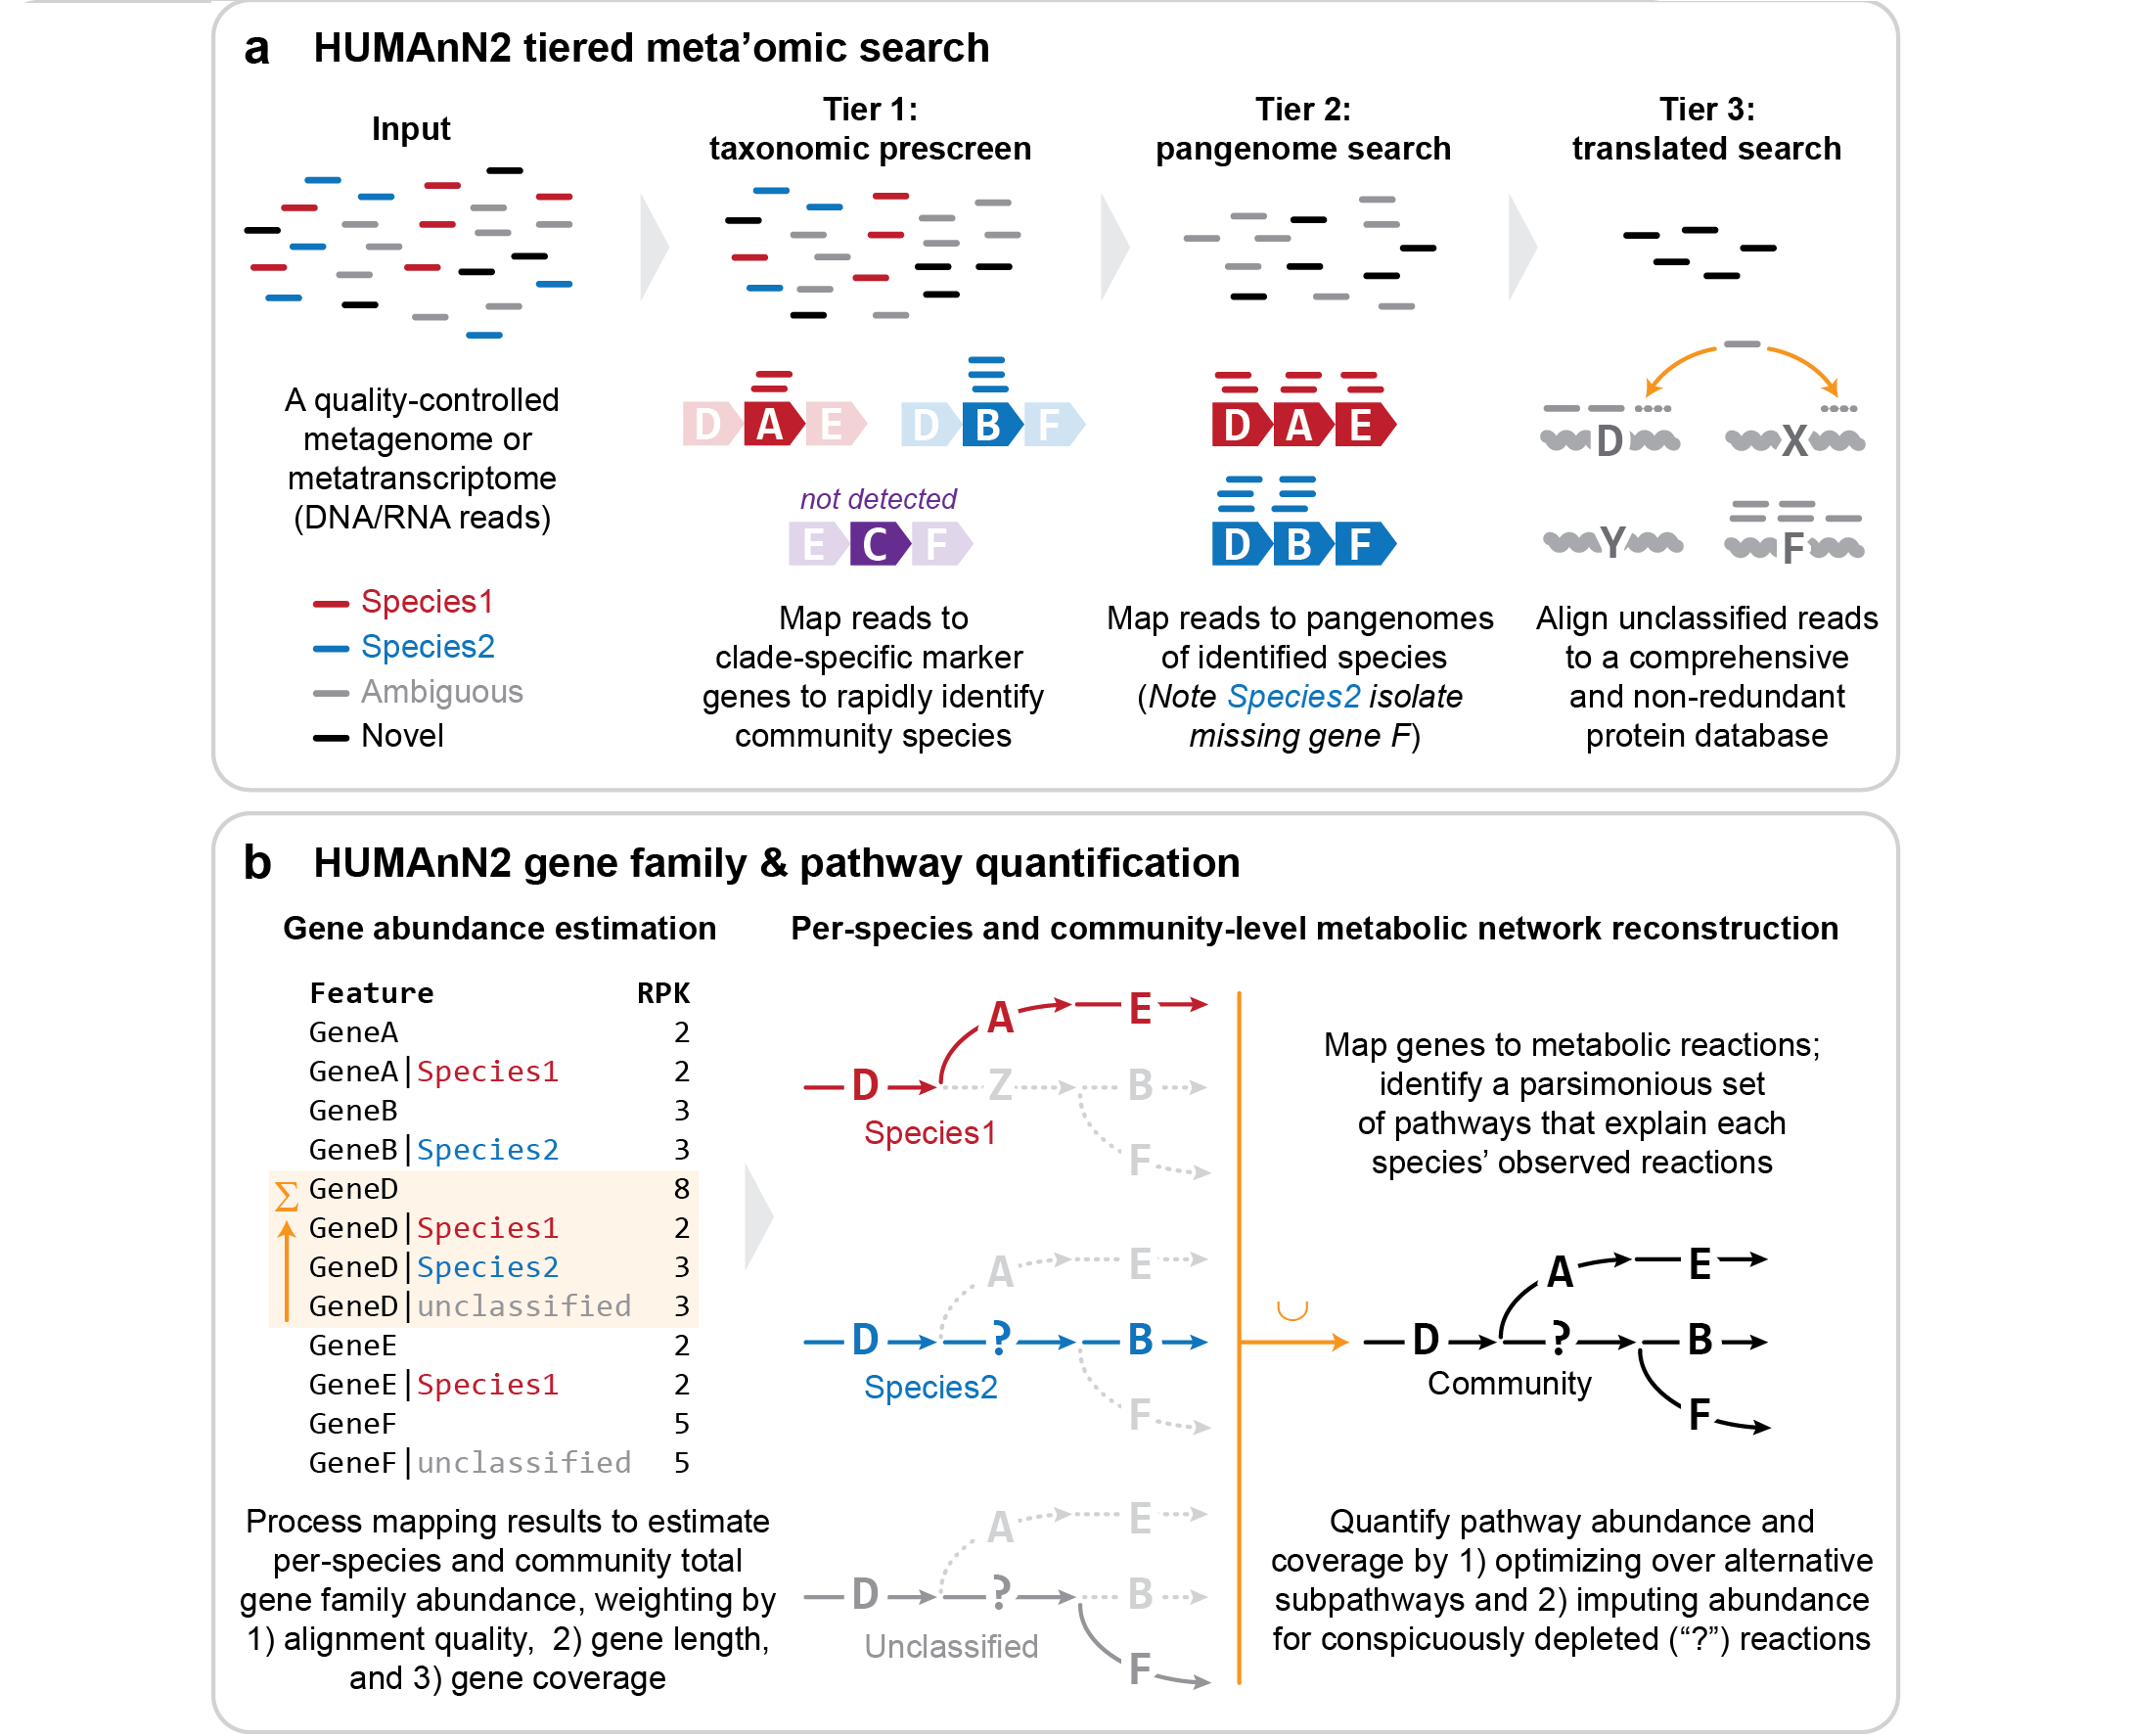 a HUMAnN2 tiered meta’omic search
Input
A quality-controlled
metagenome or
metatranscriptome
(DNA/RNA reads)
Species1
Species2
Ambiguous
Novel
Tier 1:
taxonomic prescreen
D A E
D B F
not detected
E C F
Map reads to
clade-specific marker
genes to rapidly identify
community species
Tier 2:
pangenome search
D A E
D B F
Map reads to pangenomes
of identified species
(Note Species2 isolate
missing gene F)
Tier 3:
translated search
D X
Y F
Align unclassified reads
to a comprehensive
and non-redundant
protein database
b HUMAnN2 gene family & pathway quantification
Gene abundance estimation
Feature RPK
GeneA 2
GeneA|Species1 2
GeneB 3
GeneB|Species2 3
Σ GeneD 8
GeneD|Species1 2
GeneD|Species2 3
GeneD|unclassified 3
GeneE 2
GeneE|Species1 2
GeneF 5
GeneF|unclassified 5
Process mapping results to estimate
per-species and community total
gene family abundance, weighting by
1) alignment quality, 2) gene length,
and 3) gene coverage
Per-species and community-level metabolic network reconstruction
A E
D Z B
Species1
F
A E
D ? B
Species2
F
A E
D ? B
Unclassified
F
Map genes to metabolic reactions;
identify a parsimonious set
of pathways that explain each
species’ observed reactions
∪
A E
D ? B
Community
F
Quantify pathway abundance and
coverage by 1) optimizing over alternative
subpathways and 2) imputing abundance
for conspicuously depleted (“?”) reactions